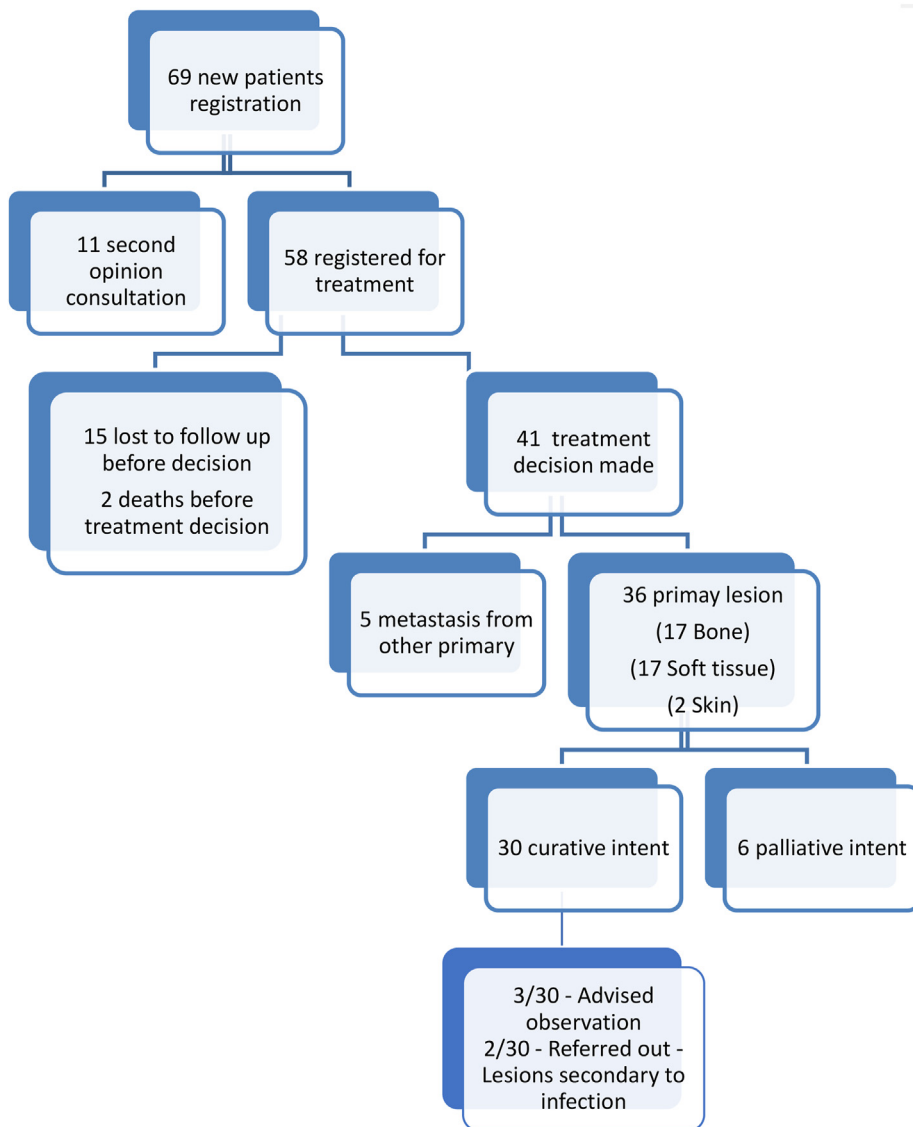 69 new patients
registration
11 second
opinion
consultation
58 registered for
treatment
15 lost to follow up
before decision
2 deaths before
treatment decision
41 treatment
decision made
5 metastasis from
other primary
36 primay lesion
(17 Bone)
(17 Soft tissue)
(2 Skin)
30 curative intent
6 palliative intent
3/30 - Advised
observation
2/30 - Referred out -
Lesions secondary to
infection